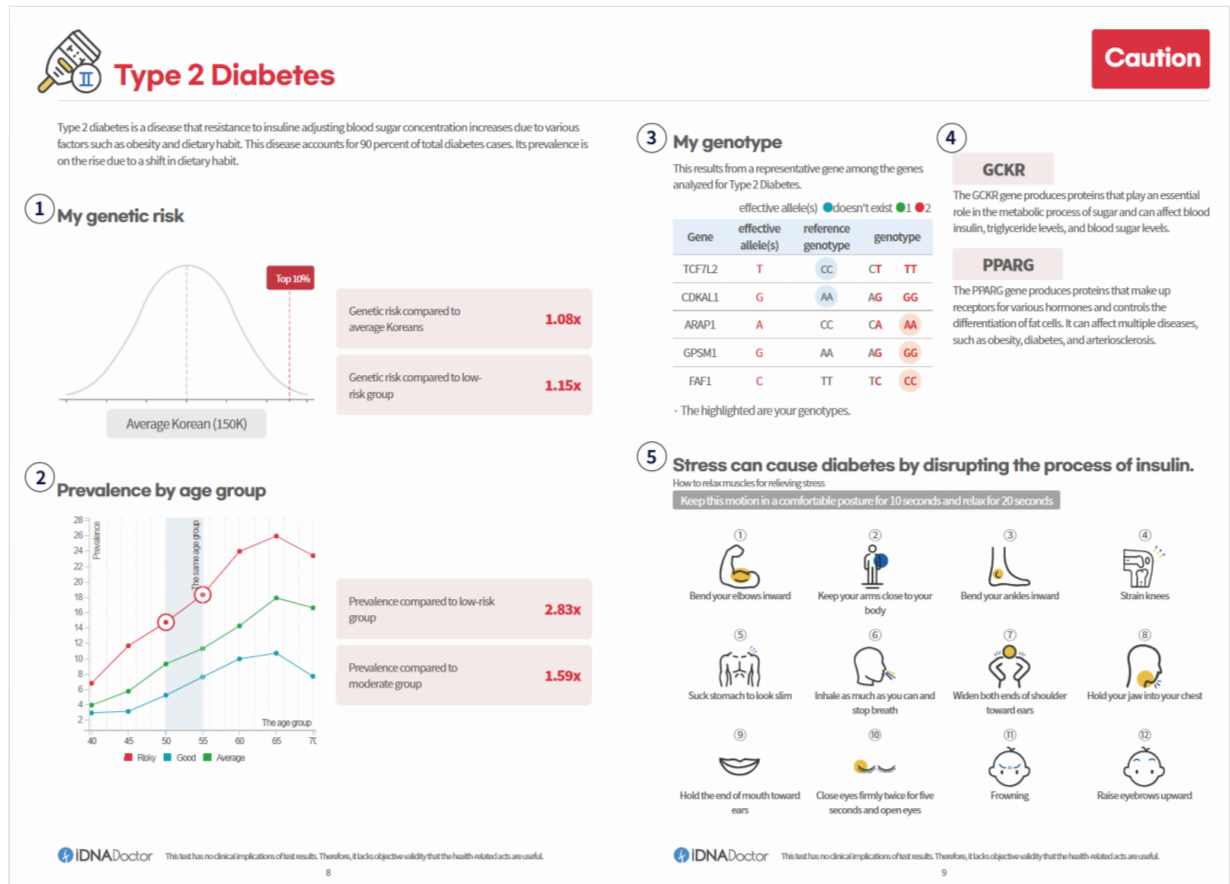 II
Type 2 Diabetes
Caution
Type 2 diabetes is a disease that resistance to insuline adjusting blood sugar concentration increases due to various
factors such as obesity and dietary habit. This disease accounts for 90 percent of total diabetes cases. Its prevalence is
on the rise due to a shift in dietary habit.
1
My genetic risk
Top 10%
Average Korean (150K)
Genetic risk compared to
average Koreans
1.08x
Genetic risk compared to low-
risk group
1.15x
2
Prevalence by age group
28
26
24
22
20
18
16
14
12
10
8
6
4
2
Prevalence
The same age group
The age group
40 45 50 55 60 65 70
Risky Good Average
Prevalence compared to low-risk
group
2.83x
Prevalence compared to
moderate group
1.59x
iDNADoctor This test has no clinical implications of test results. Therefore, it lacks objective validity that the health-related acts are useful.
8
3
My genotype
This results from a representative gene among the genes
analyzed for Type 2 Diabetes.
effective allele(s) doesn't exist 1 2
Gene effective allele(s) reference genotype genotype
TCF7L2 T CC CT TT
CDKAL1 G AA AG GG
ARAP1 A CC CA AA
GPSM1 G AA AG GG
FAF1 C TT TC CC
- The highlighted are your genotypes.
4
GCKR
The GCKR gene produces proteins that play an essential
role in the metabolic process of sugar and can affect blood
insulin, triglyceride levels, and blood sugar levels.
PPARG
The PPARG gene produces proteins that make up
receptors for various hormones and controls the
differentiation of fat cells. It can affect multiple diseases,
such as obesity, diabetes, and arteriosclerosis.
5
Stress can cause diabetes by disrupting the process of insulin.
How to relax muscles for relieving stress
Keep this motion in a comfortable posture for 10 seconds and relax for 20 seconds
①
Bend your elbows inward
②
Keep your arms close to your
body
③
Bend your ankles inward
④
Strain knees
⑤
Suck stomach to look slim
⑥
Inhale as much as you can and
stop breath
⑦
Widen both ends of shoulder
toward ears
⑧
Hold your jaw into your chest
⑨
Hold the end of mouth toward
ears
⑩
Close eyes firmly twice for five
seconds and open eyes
⑪
Frowning
⑫
Raise eyebrows upward
iDNADoctor This test has no clinical implications of test results. Therefore, it lacks objective validity that the health-related acts are useful.
9